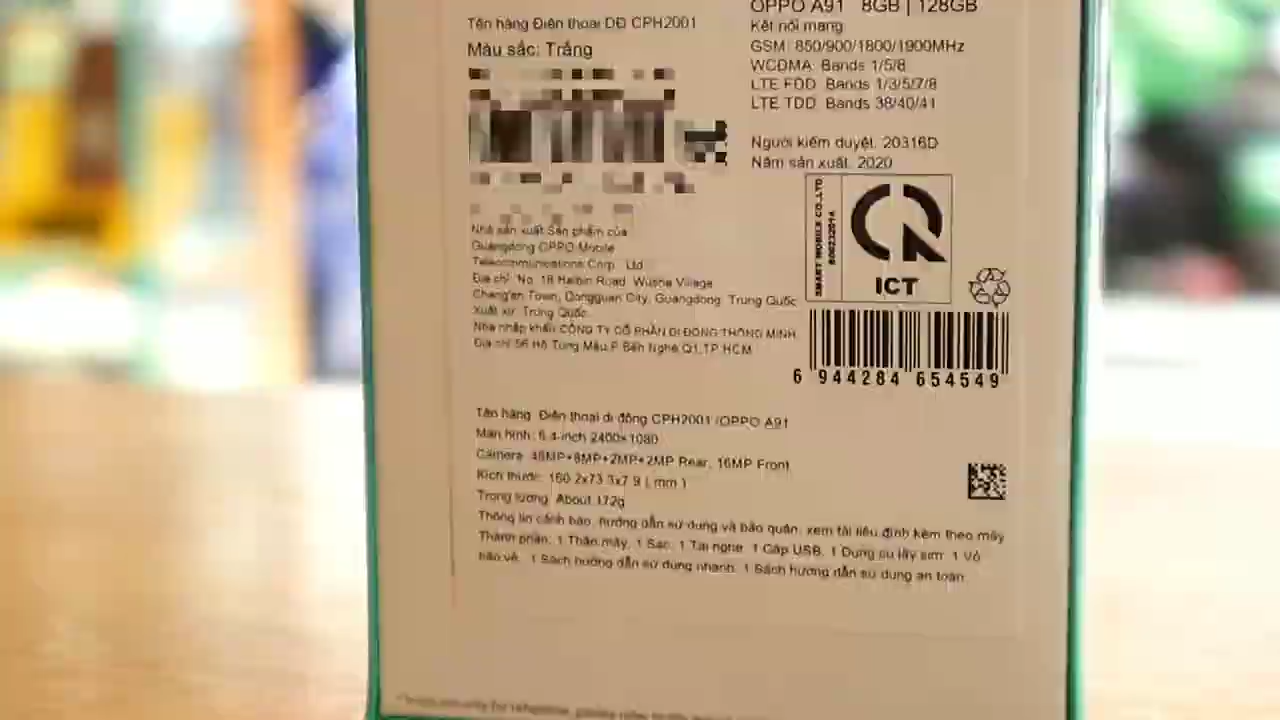 Tên hàng Điện thoại DĐ CPH2001
Màu sắc: Trắng
OPPO A91 8GB | 128GB
Kết nối mạng
GSM: 850/900/1800/1900MHz
WCDMA: Bands 1/5/8
LTE FDD: Bands 1/3/5/7/8
LTE TDD: Bands 38/40/41
Người kiểm duyệt: 20316D
Năm sản xuất: 2020
SMART MOBILE CO.,LTD
ICT
Nhà sản xuất Sản phẩm của
Guangdong OPPO Mobile
Telecommunications Corp., Ltd
Địa chỉ: No. 18 Haibin Road, Wusha Village
Chang'an Town, Dongguan City, Guangdong, Trung Quốc
Xuất xứ: Trung Quốc
Nhà nhập khẩu CÔNG TY CỔ PHẦN DI ĐỘNG THÔNG MINH
Địa chỉ 56 Hồ Tùng Mậu,P Bến Nghé,Q1,TP HCM
6 944284 654549
Tên hàng: Điện thoại di động CPH2001 /OPPO A91
Màn hình: 6.4-inch 2400×1080
Camera: 48MP+8MP+2MP+2MP Rear, 16MP Front
Kích thước: 160.2x73.3x7.9 ( mm )
Trọng lượng: About 172g
Thông tin cảnh báo, hướng dẫn sử dụng và bảo quản: xem tài liệu đính kèm theo máy
Thành phần: 1 Thân máy, 1 Sạc, 1 Tai nghe, 1 Cáp USB, 1 Dụng cụ lấy sim, 1 Vỏ
bảo vệ, 1 Sách hướng dẫn sử dụng nhanh, 1 Sách hướng dẫn sử dụng an toàn